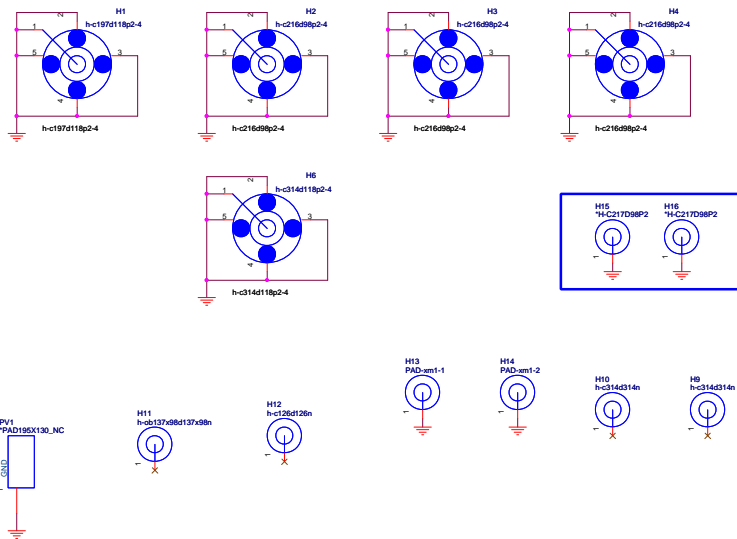 H1
h-c197d118p2-4
2
1
5
3
4
h-c197d118p2-4
H2
h-c216d98p2-4
2
1
5
3
4
h-c216d98p2-4
H3
h-c216d98p2-4
2
1
5
3
4
h-c216d98p2-4
H4
h-c216d98p2-4
2
1
5
3
4
h-c216d98p2-4
H6
h-c314d118p2-4
2
1
5
3
4
h-c314d118p2-4
H15
*H-C217D98P2
1
H16
*H-C217D98P2
1
H13
PAD-xm1-1
1
H14
PAD-xm1-2
1
H10
h-c314d314n
1
H9
h-c314d314n
1
H12
h-c126d126n
1
H11
h-ob137x98d137x98n
1
PV1
*PAD195X130_NC
GND